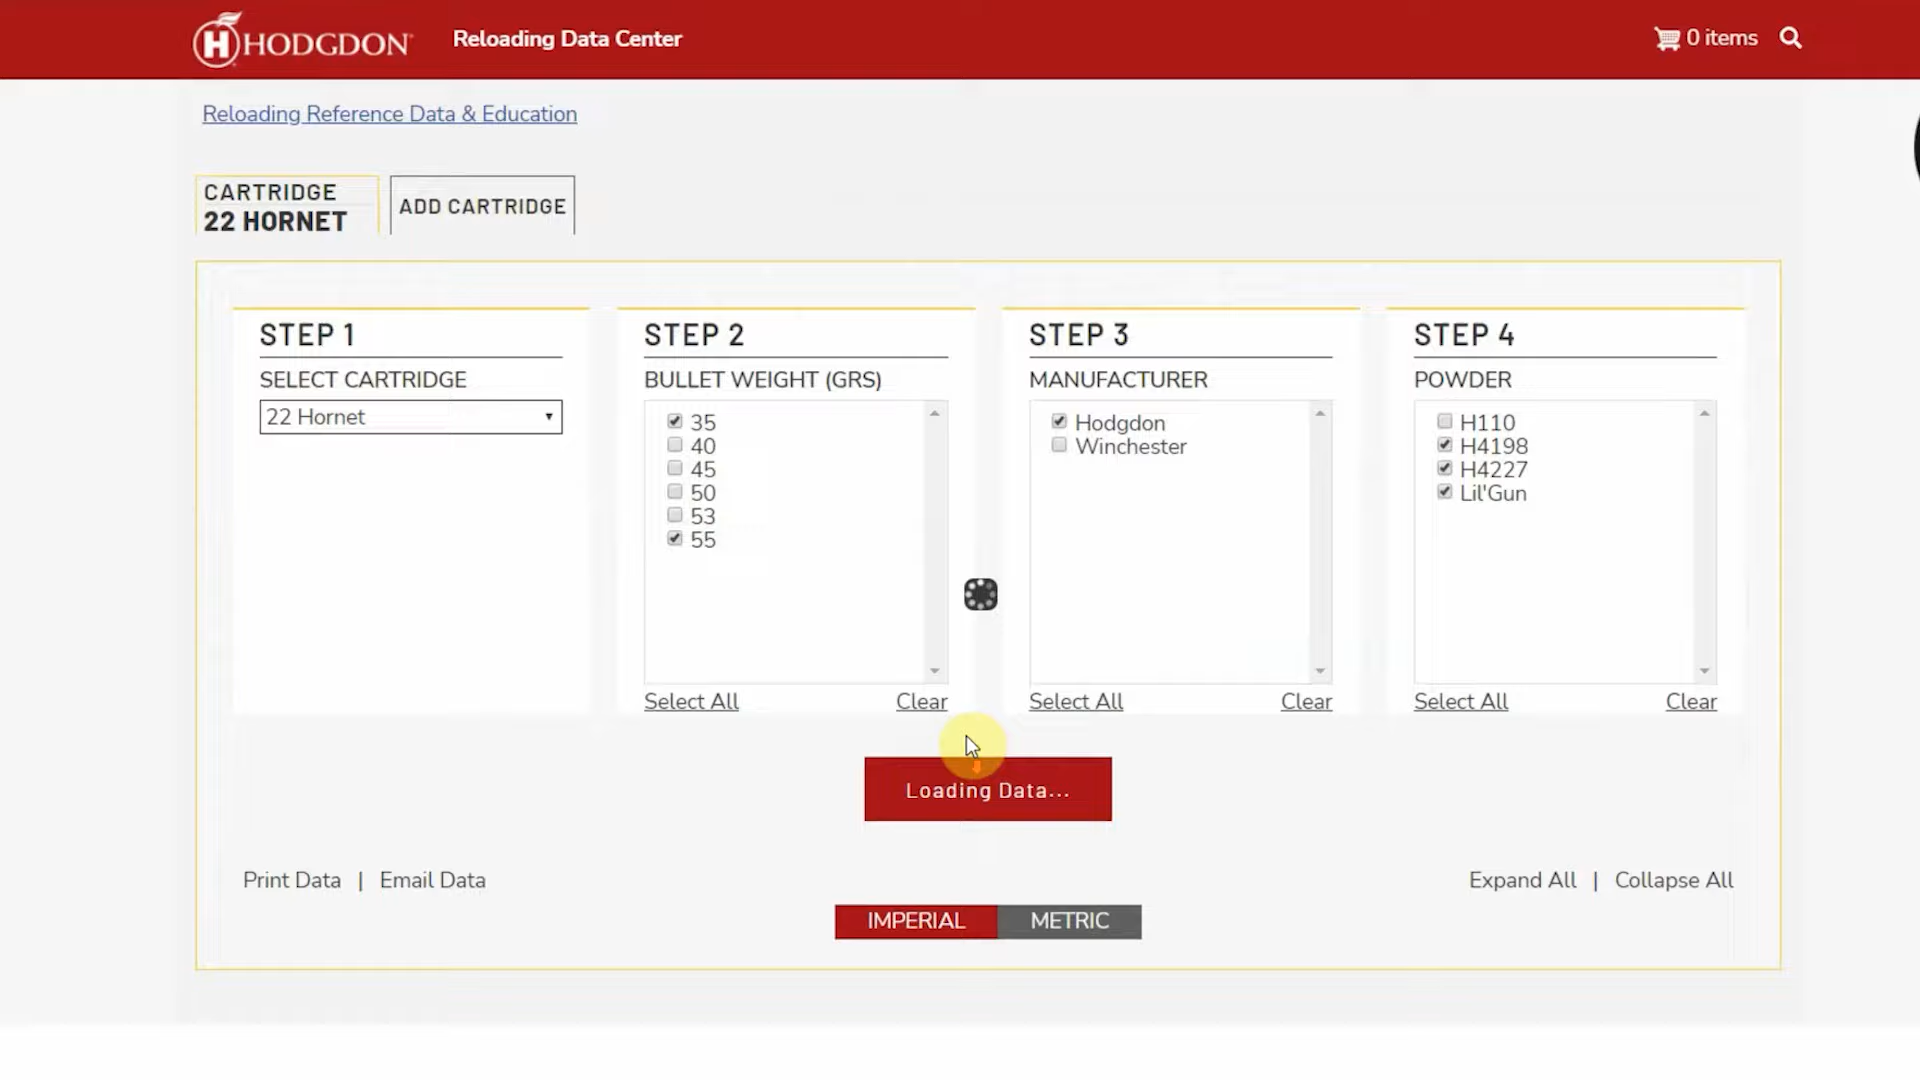 H HODGDON
Reloading Data Center
0 items
Reloading Reference Data & Education
CARTRIDGE
22 HORNET
ADD CARTRIDGE
STEP 1
SELECT CARTRIDGE
22 Hornet
STEP 2
BULLET WEIGHT (GRS)
35
40
45
50
53
55
Select All
Clear
STEP 3
MANUFACTURER
Hodgdon
Winchester
Select All
Clear
STEP 4
POWDER
H110
H4198
H4227
Lil'Gun
Select All
Clear
Loading Data...
Print Data | Email Data
Expand All | Collapse All
IMPERIAL
METRIC